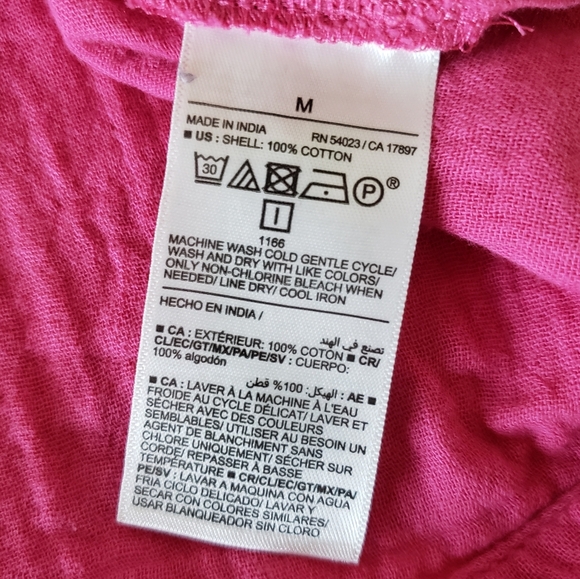 M
MADE IN INDIA RN 54023 / CA 17897
■ US : SHELL: 100% COTTON
30 P ®
I
1166
MACHINE WASH COLD GENTLE CYCLE/
WASH AND DRY WITH LIKE COLORS/
ONLY NON-CHLORINE BLEACH WHEN
NEEDED/ LINE DRY/ COOL IRON
HECHO EN INDIA / تصنع في الهند
■ CA : EXTÉRIEUR: 100% COTON ■ CR/
CL/EC/GT/MX/PA/PE/SV : CUERPO:
100% algodón
■ AE : الهيكل: 100% قطن
■ CA : LAVER À LA MACHINE À L'EAU
FROIDE AU CYCLE DÉLICAT/ LAVER ET
SÉCHER AVEC DES COULEURS
SEMBLABLES/ UTILISER AU BESOIN UN
AGENT DE BLANCHIMENT SANS
CHLORE UNIQUEMENT/ SÉCHER SUR
CORDE/ REPASSER À BASSE
TEMPÉRATURE ■ CR/CL/EC/GT/MX/PA/
PE/SV : LAVAR A MAQUINA CON AGUA
FRIA CICLO DELICADO/ LAVAR Y
SECAR CON COLORES SIMILARES/
USAR BLANQUEADOR SIN CLORO